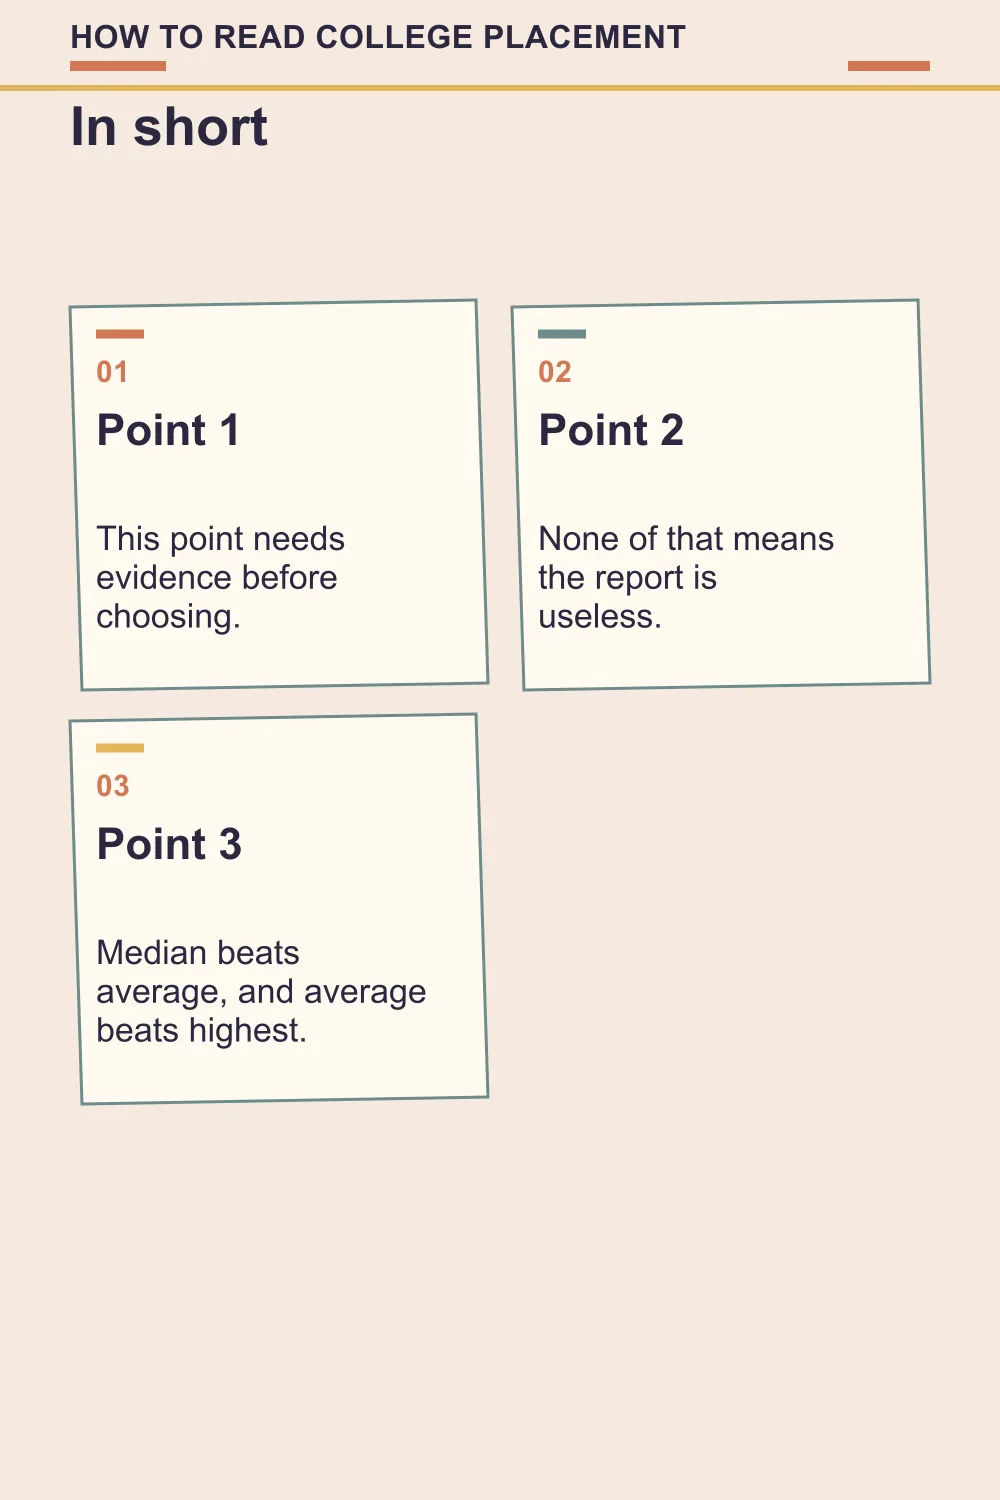 HOW TO READ COLLEGE PLACEMENT
In short
01
Point 1
This point needs
evidence before
choosing.
02
Point 2
None of that means
the report is
useless.
03
Point 3
Median beats
average, and average
beats highest.